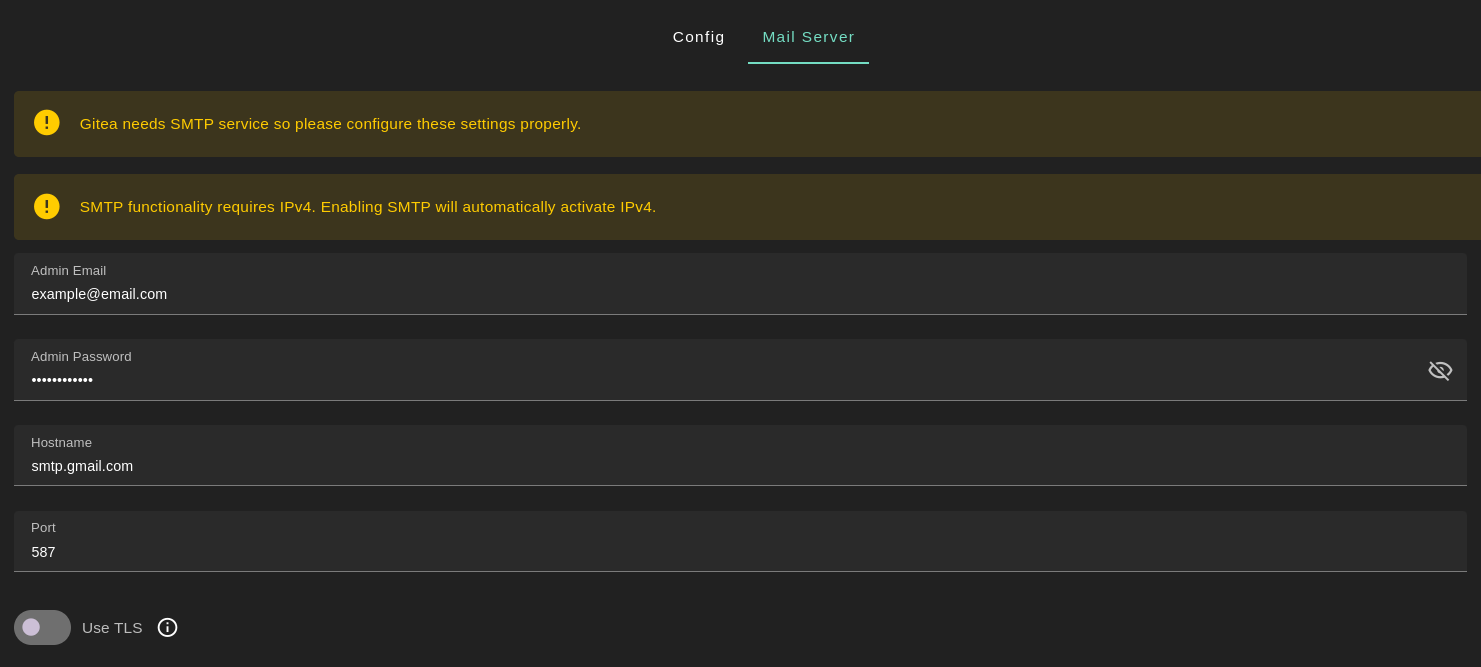 Config Mail Server
Gitea needs SMTP service so please configure these settings properly.
SMTP functionality requires IPv4. Enabling SMTP will automatically activate IPv4.
Admin Email
example@email.com
Admin Password
••••••••••••
Hostname
smtp.gmail.com
Port
587
Use TLS